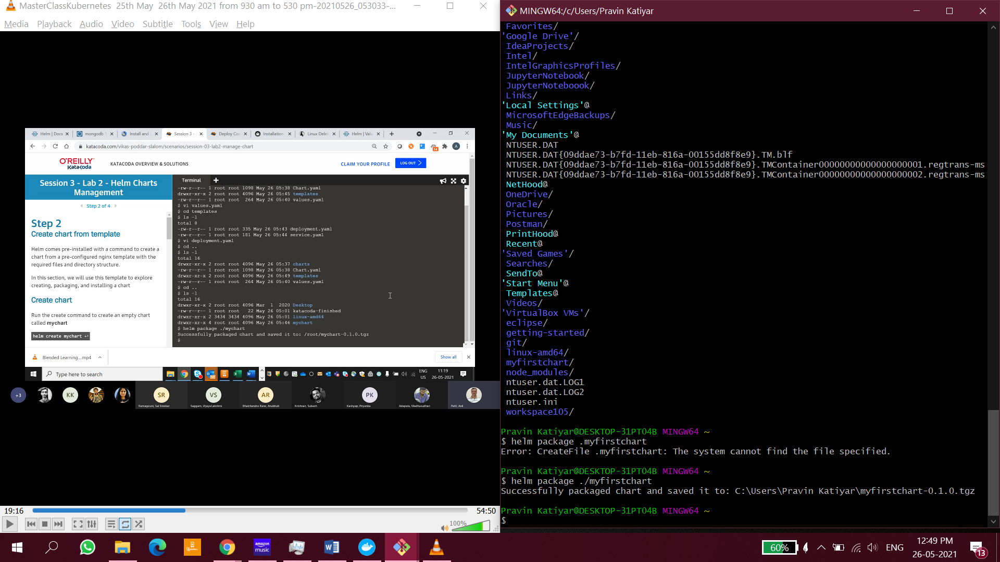 MasterClassKubernetes 25th May 26th May 2021 from 930 am to 530 pm-20210526_053033-...
Media Playback Audio Video Subtitle Tools View Help
Helm | Docs
mongodb 1
Install and
Session 3 -
Deploy Co
Installation
Linux Dele
Helm | Valu
katacoda.com/vikas-poddar-slalom/scenarios/session-03-lab2-manage-chart
O'REILLY
Katacoda
KATACODA OVERVIEW & SOLUTIONS
CLAIM YOUR PROFILE
LOG OUT
Session 3 - Lab 2 - Helm Charts
Management
Step 2 of 4
Step 2
Create chart from template
Helm comes pre-installed with a command to create a
chart from a pre-configured nginx template with the
required files and directory structure.
In this section, we will use this template to explore
creating, packaging, and installing a chart
Create chart
Run the create command to create an empty chart
called mychart
helm create mychart
Terminal +
-rw-r--r-- 1 root root 1098 May 26 05:38 Chart.yaml
drwxr-xr-x 2 root root 4096 May 26 05:45 templates
-rw-r--r-- 1 root root 264 May 26 05:40 values.yaml
$ vi values.yaml
$ cd templates
$ ls -l
total 8
-rw-r--r-- 1 root root 335 May 26 05:43 deployment.yaml
-rw-r--r-- 1 root root 181 May 26 05:44 service.yaml
$ vi deployment.yaml
$ cd ..
$ ls -l
total 16
drwxr-xr-x 2 root root 4096 May 26 05:37 charts
-rw-r--r-- 1 root root 1098 May 26 05:38 Chart.yaml
drwxr-xr-x 2 root root 4096 May 26 05:49 templates
-rw-r--r-- 1 root root 264 May 26 05:40 values.yaml
$ cd ..
$ ls -l
total 16
drwxr-xr-x 2 root root 4096 Mar 1 2020 Desktop
-rw-r--r-- 1 root root 22 May 26 05:01 katacoda-finished
drwxr-xr-x 2 3434 3434 4096 May 26 05:01 linux-amd64
drwxr-xr-x 4 root root 4096 May 26 05:46 mychart
$ helm package ./mychart
Successfully packaged chart and saved it to: /root/mychart-0.1.0.tgz
$
Blended Learning....mp4
Show all
Type here to search
ENG
US
11:19
26-05-2021
+3
KK
SR
VS
AR
PK
Ramagouni, Sai Sreekar
Saggam, Vijaya Lakshmi
Bhalchandra Rane, Anubhuti
Krishnan, Subash
Kashyap, Priyanka
Adapala, Madhusudhan
Patil, Anil
19:16
54:50
100%
MINGW64:/c/Users/Pravin Katiyar
Favorites/
'Google Drive'/
IdeaProjects/
Intel/
IntelGraphicsProfiles/
JupyterNotebook/
JupyterNoteboook/
Links/
'Local Settings'@
MicrosoftEdgeBackups/
Music/
'My Documents'@
NTUSER.DAT
NTUSER.DAT{09ddae73-b7fd-11eb-816a-00155dd8f8e9}.TM.blf
NTUSER.DAT{09ddae73-b7fd-11eb-816a-00155dd8f8e9}.TMContainer00000000000000000001.regtrans-ms
NTUSER.DAT{09ddae73-b7fd-11eb-816a-00155dd8f8e9}.TMContainer00000000000000000002.regtrans-ms
NetHood@
OneDrive/
Oracle/
Pictures/
Postman/
PrintHood@
Recent@
'Saved Games'/
Searches/
SendTo@
'Start Menu'@
Templates@
Videos/
'VirtualBox VMs'/
eclipse/
getting-started/
git/
linux-amd64/
myfirstchart/
node_modules/
ntuser.dat.LOG1
ntuser.dat.LOG2
ntuser.ini
workspace105/
Pravin Katiyar@DESKTOP-31PTO4B MINGW64 ~
$ helm package .myfirstchart
Error: CreateFile .myfirstchart: The system cannot find the file specified.
Pravin Katiyar@DESKTOP-31PTO4B MINGW64 ~
$ helm package ./myfirstchart
Successfully packaged chart and saved it to: C:\Users\Pravin Katiyar\myfirstchart-0.1.0.tgz
Pravin Katiyar@DESKTOP-31PTO4B MINGW64 ~
$
amazon
music
60%
ENG
12:49 PM
26-05-2021
13